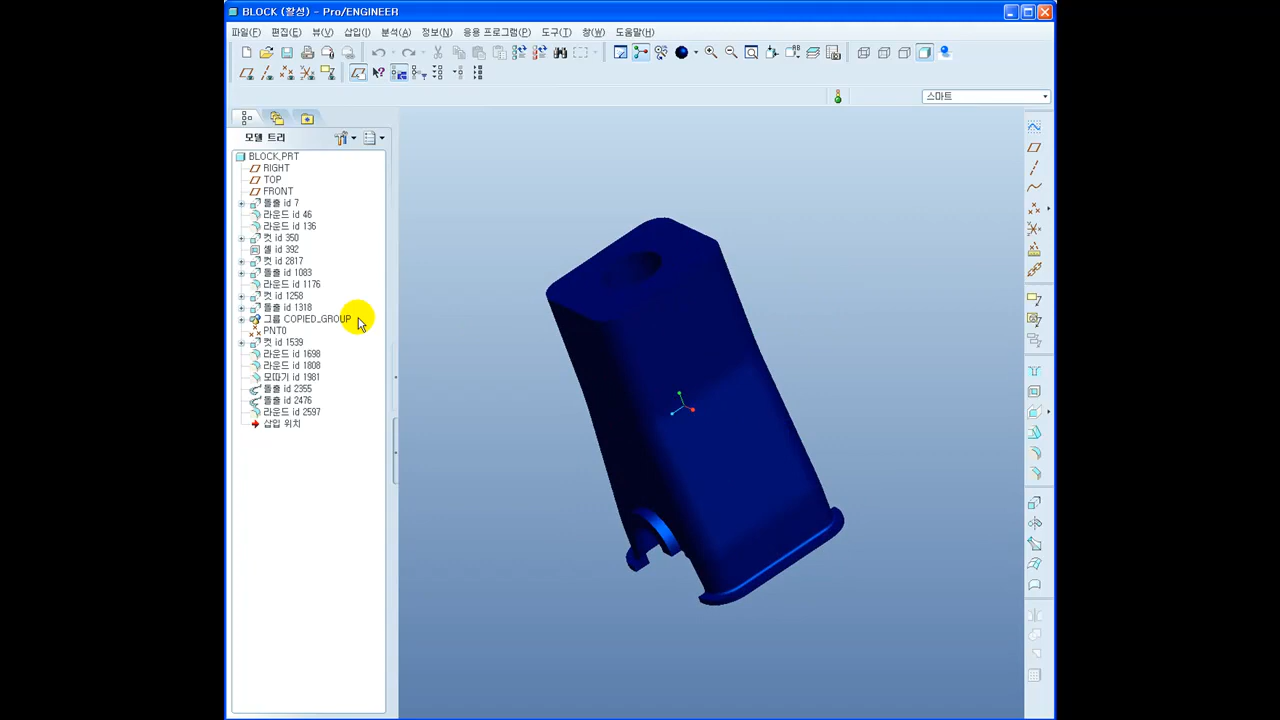 BLOCK (활성) - Pro/ENGINEER
파일(F) 편집(E) 뷰(V) 삽입(I) 분석(A) 정보(N) 응용 프로그램(P) 도구(T) 창(W) 도움말(H)
스마트
모델 트리
BLOCK.PRT
RIGHT
TOP
FRONT
돌출 id 7
라운드 id 46
라운드 id 136
컷 id 350
셸 id 392
컷 id 2817
돌출 id 1083
라운드 id 1176
컷 id 1258
돌출 id 1318
그룹 COPIED_GROUP
PNT0
컷 id 1539
라운드 id 1698
라운드 id 1808
모따기 id 1981
돌출 id 2355
돌출 id 2476
라운드 id 2597
삽입 위치